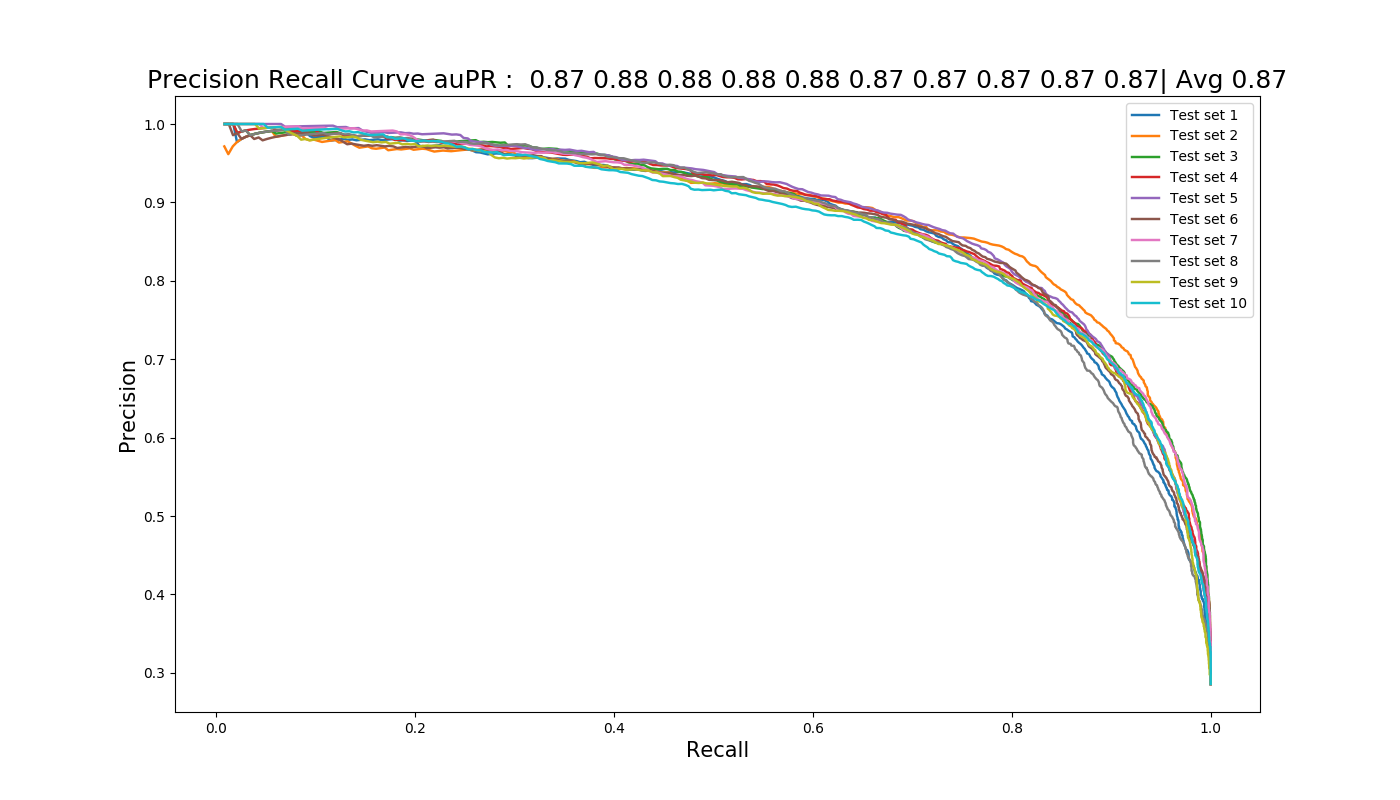 Precision Recall Curve auPR :  0.87 0.88 0.88 0.88 0.88 0.87 0.87 0.87 0.87 0.87| Avg 0.87
Test set 1
Test set 2
Test set 3
Test set 4
Test set 5
Test set 6
Test set 7
Test set 8
Test set 9
Test set 10
1.0
0.9
0.8
0.7
0.6
0.5
0.4
0.3
Precision
0.0 0.2 0.4 0.6 0.8 1.0
Recall